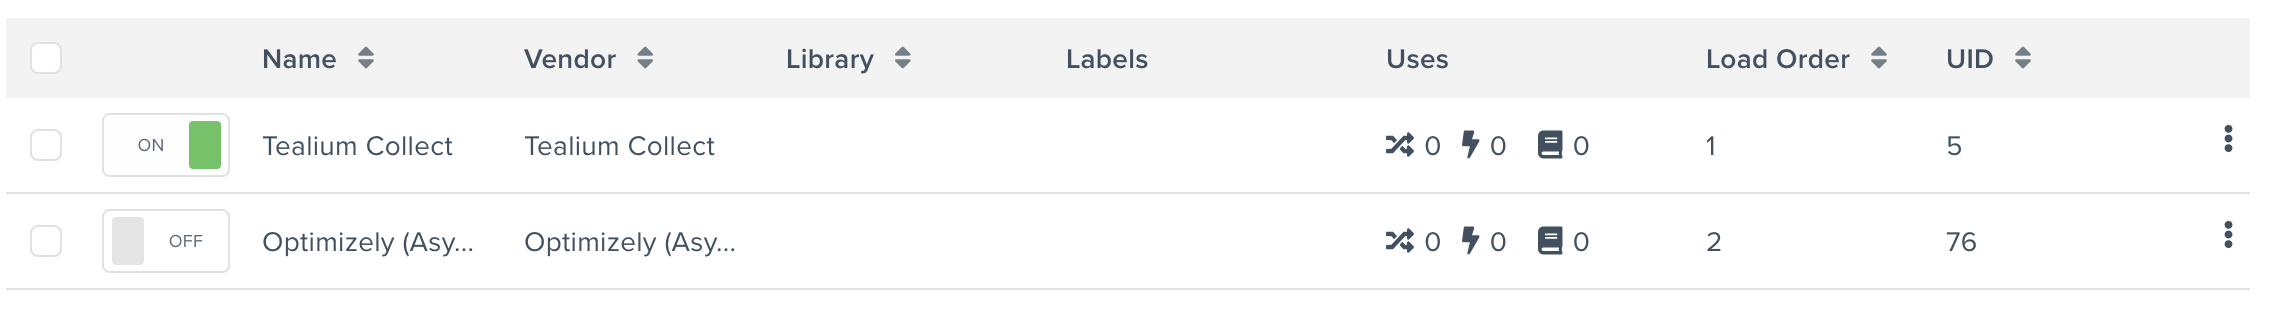 Name Vendor Library Labels Uses Load Order UID
ON Tealium Collect Tealium Collect 0 0 0 1 5
OFF Optimizely (Asy... Optimizely (Asy... 0 0 0 2 76